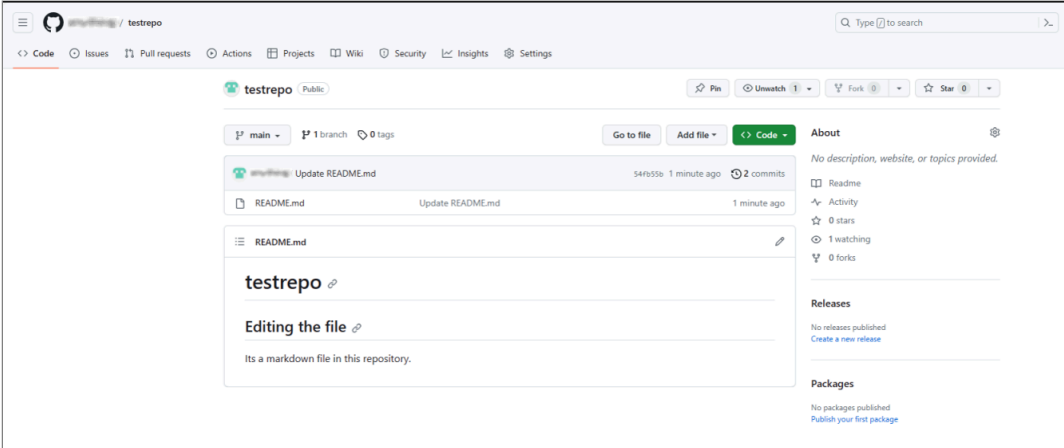 / testrepo
Type / to search
Code Issues Pull requests Actions Projects Wiki Security Insights Settings
testrepo Public
Pin Unwatch 1 Fork 0 Star 0
main 1 branch 0 tags
Go to file Add file Code
Update README.md 54fb55b 1 minute ago 2 commits
README.md Update README.md 1 minute ago
README.md
testrepo
Editing the file
Its a markdown file in this repository.
About
No description, website, or topics provided.
Readme
Activity
0 stars
1 watching
0 forks
Releases
No releases published
Create a new release
Packages
No packages published
Publish your first package